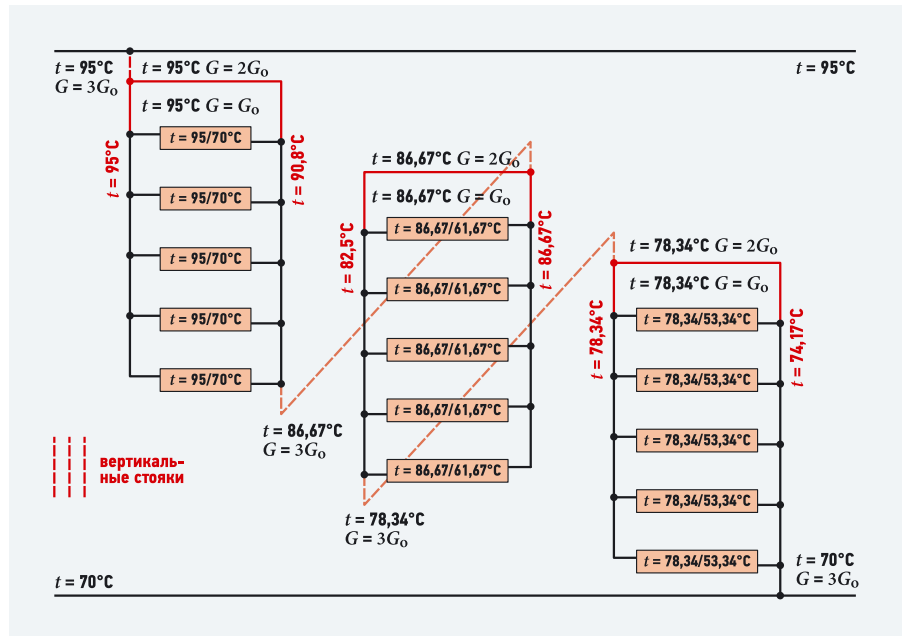 t = 95°C
G = 3Gₒ
t = 95°C G = 2Gₒ
t = 95°C
t = 95°C G = Gₒ
t = 95°C
t = 90,8°C
t = 95/70°C
t = 95/70°C
t = 95/70°C
t = 95/70°C
t = 95/70°C
t = 86,67°C
G = 3Gₒ
t = 86,67°C G = 2Gₒ
t = 86,67°C G = Gₒ
t = 82,5°C
t = 86,67°C
t = 86,67/61,67°C
t = 86,67/61,67°C
t = 86,67/61,67°C
t = 86,67/61,67°C
t = 86,67/61,67°C
t = 78,34°C
G = 3Gₒ
t = 78,34°C G = 2Gₒ
t = 78,34°C G = Gₒ
t = 78,34°C
t = 74,17°C
t = 78,34/53,34°C
t = 78,34/53,34°C
t = 78,34/53,34°C
t = 78,34/53,34°C
t = 78,34/53,34°C
вертикаль-
ные стояки
t = 70°C
t = 70°C
G = 3Gₒ